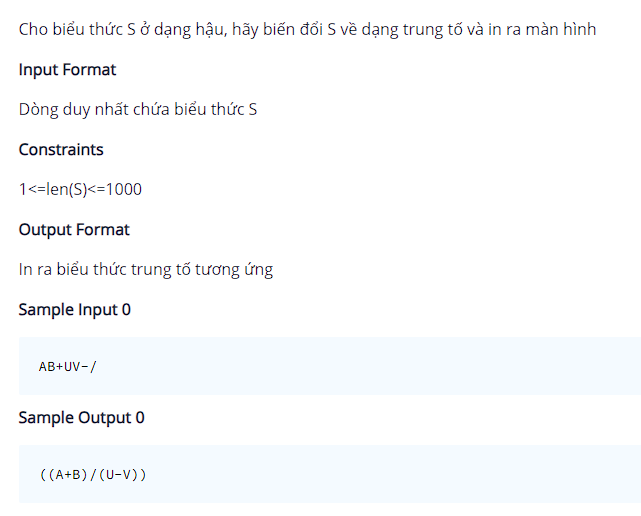 Cho biểu thức S ở dạng hậu, hãy biến đổi S về dạng trung tố và in ra màn hình
Input Format
Dòng duy nhất chứa biểu thức S
Constraints
1<=len(S)<=1000
Output Format
In ra biểu thức trung tố tương ứng
Sample Input 0
AB+UV-/
Sample Output 0
((A+B)/(U-V))